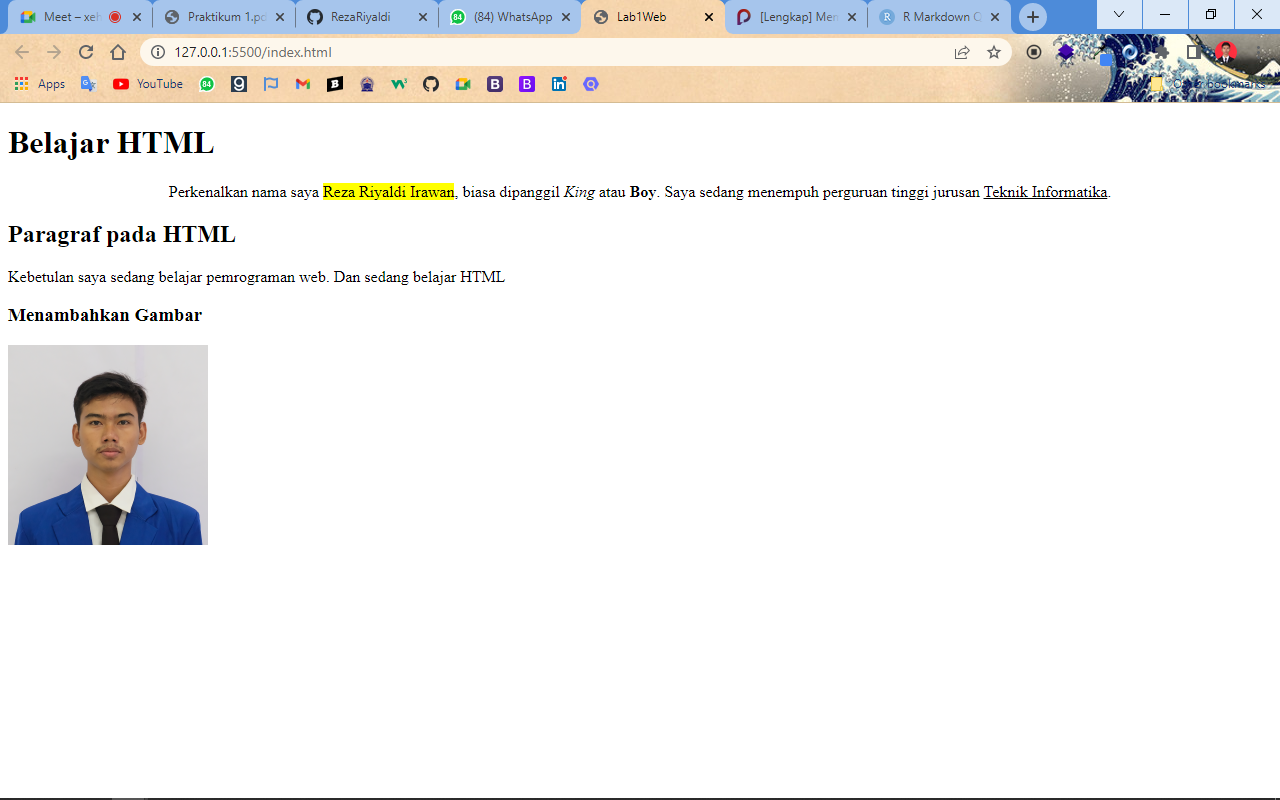 Meet – xeh
Praktikum 1.pd
RezaRiyaldi
84 (84) WhatsApp
Lab1Web
[Lengkap] Men
R Markdown C
127.0.0.1:5500/index.html
Apps
YouTube
84
Belajar HTML
Perkenalkan nama saya Reza Riyaldi Irawan, biasa dipanggil King atau Boy. Saya sedang menempuh perguruan tinggi jurusan Teknik Informatika.
Paragraf pada HTML
Kebetulan saya sedang belajar pemrograman web. Dan sedang belajar HTML
Menambahkan Gambar